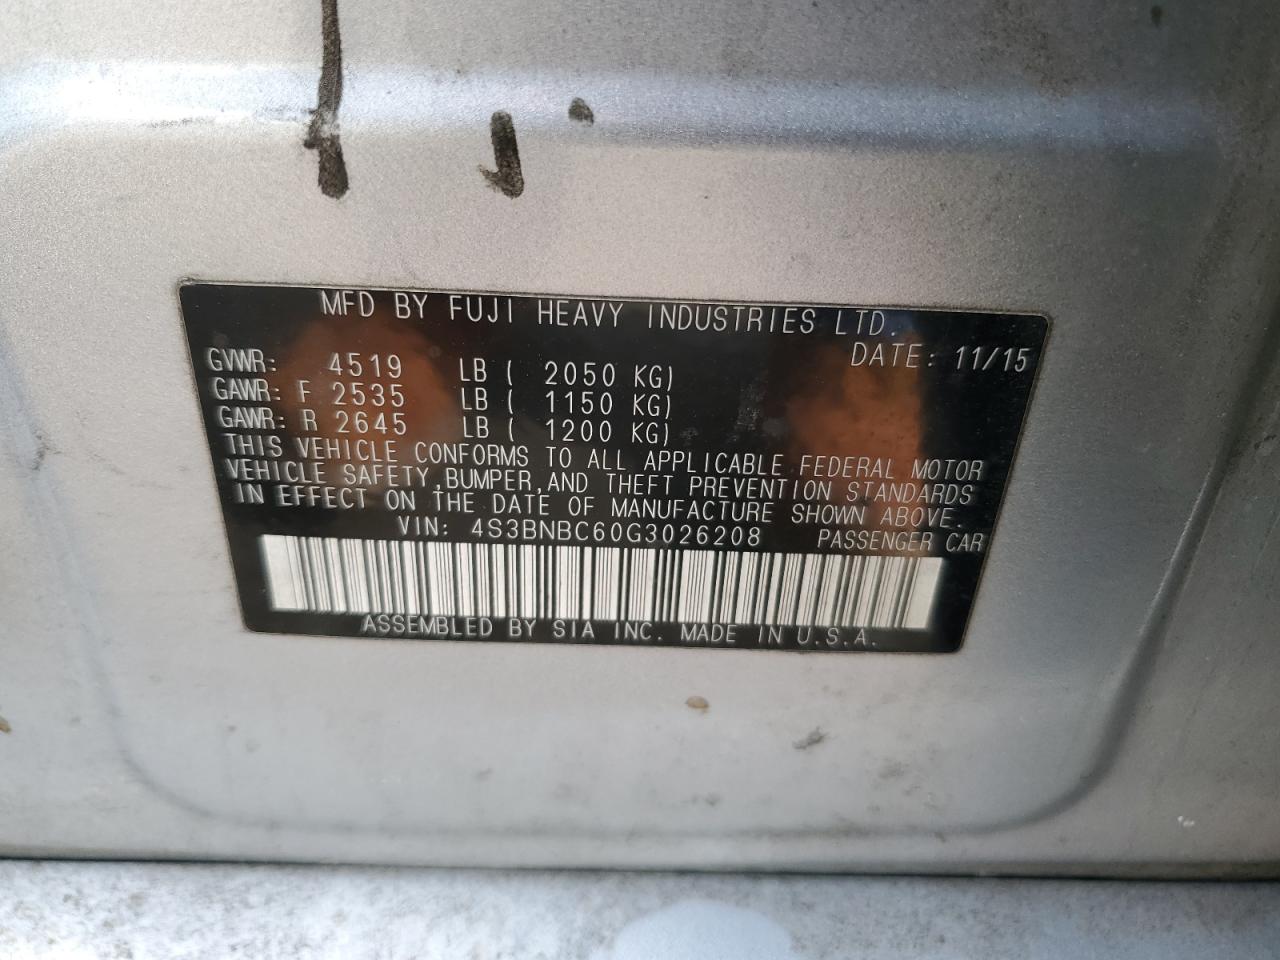 MFD BY FUJI HEAVY INDUSTRIES LTD.
DATE: 11/15
GVWR: 4519 LB ( 2050 KG)
GAWR: F 2535 LB ( 1150 KG)
GAWR: R 2645 LB ( 1200 KG)
THIS VEHICLE CONFORMS TO ALL APPLICABLE FEDERAL MOTOR
VEHICLE SAFETY,BUMPER,AND THEFT PREVENTION STANDARDS
IN EFFECT ON THE DATE OF MANUFACTURE SHOWN ABOVE.
VIN: 4S3BNBC60G3026208 PASSENGER CAR
ASSEMBLED BY SIA INC. MADE IN U.S.A.